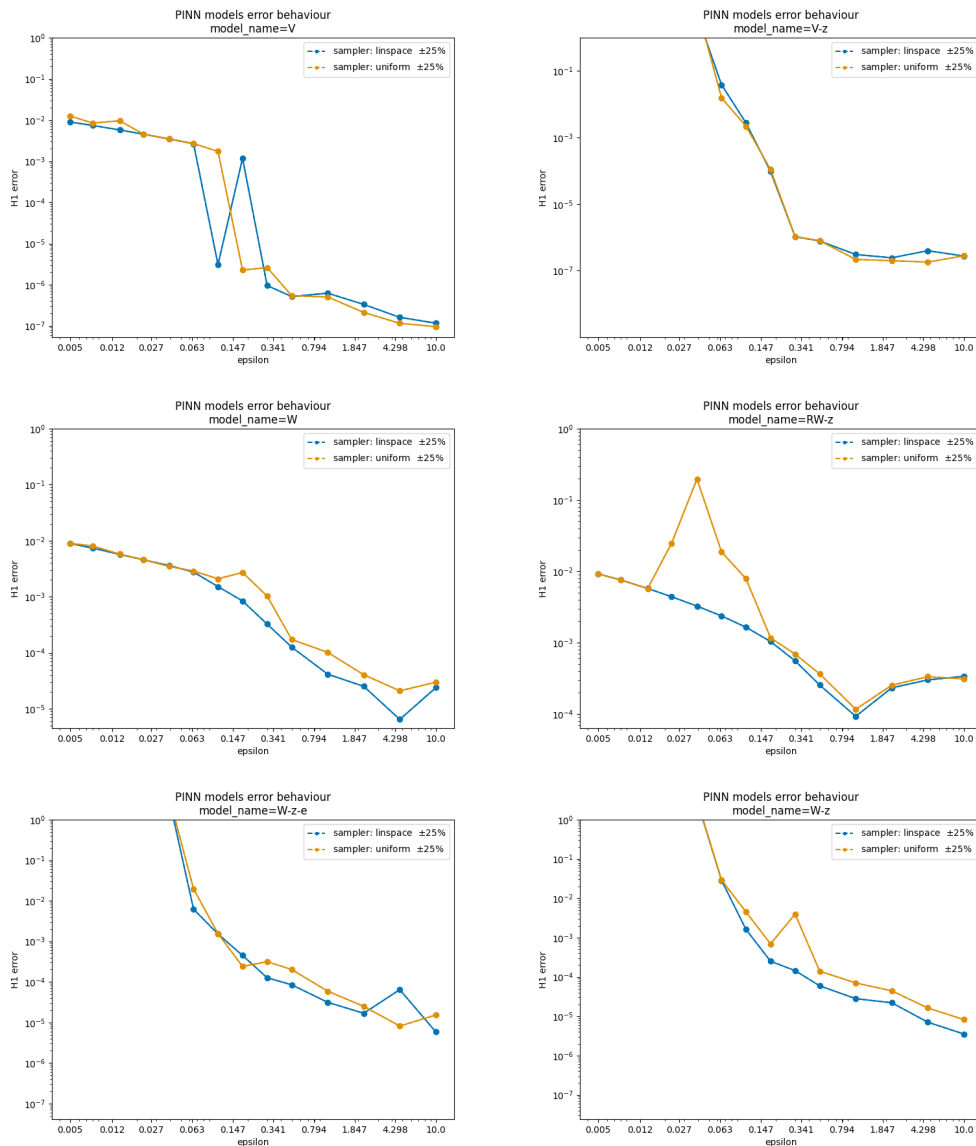 PINN models error behaviour
model_name=V
sampler: linspace ±25%
sampler: uniform ±25%
10⁰
10⁻¹
10⁻²
10⁻³
10⁻⁴
10⁻⁵
10⁻⁶
10⁻⁷
H1 error
0.005 0.012 0.027 0.063 0.147 0.341 0.794 1.847 4.298 10.0
epsilon
PINN models error behaviour
model_name=V-z
sampler: linspace ±25%
sampler: uniform ±25%
10⁻¹
10⁻³
10⁻⁵
10⁻⁷
H1 error
0.005 0.012 0.027 0.063 0.147 0.341 0.794 1.847 4.298 10.0
epsilon
PINN models error behaviour
model_name=W
sampler: linspace ±25%
sampler: uniform ±25%
10⁰
10⁻¹
10⁻²
10⁻³
10⁻⁴
10⁻⁵
H1 error
0.005 0.012 0.027 0.063 0.147 0.341 0.794 1.847 4.298 10.0
epsilon
PINN models error behaviour
model_name=RW-z
sampler: linspace ±25%
sampler: uniform ±25%
10⁰
10⁻¹
10⁻²
10⁻³
10⁻⁴
H1 error
0.005 0.012 0.027 0.063 0.147 0.341 0.794 1.847 4.298 10.0
epsilon
PINN models error behaviour
model_name=W-z-e
sampler: linspace ±25%
sampler: uniform ±25%
10⁰
10⁻¹
10⁻²
10⁻³
10⁻⁴
10⁻⁵
10⁻⁶
10⁻⁷
H1 error
0.005 0.012 0.027 0.063 0.147 0.341 0.794 1.847 4.298 10.0
epsilon
PINN models error behaviour
model_name=W-z
sampler: linspace ±25%
sampler: uniform ±25%
10⁰
10⁻¹
10⁻²
10⁻³
10⁻⁴
10⁻⁵
10⁻⁶
10⁻⁷
H1 error
0.005 0.012 0.027 0.063 0.147 0.341 0.794 1.847 4.298 10.0
epsilon